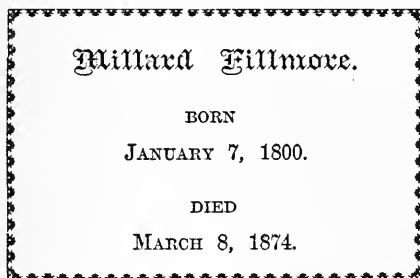 Millard Fillmore.
BORN
JANUARY 7, 1800.
DIED
MARCH 8, 1874.